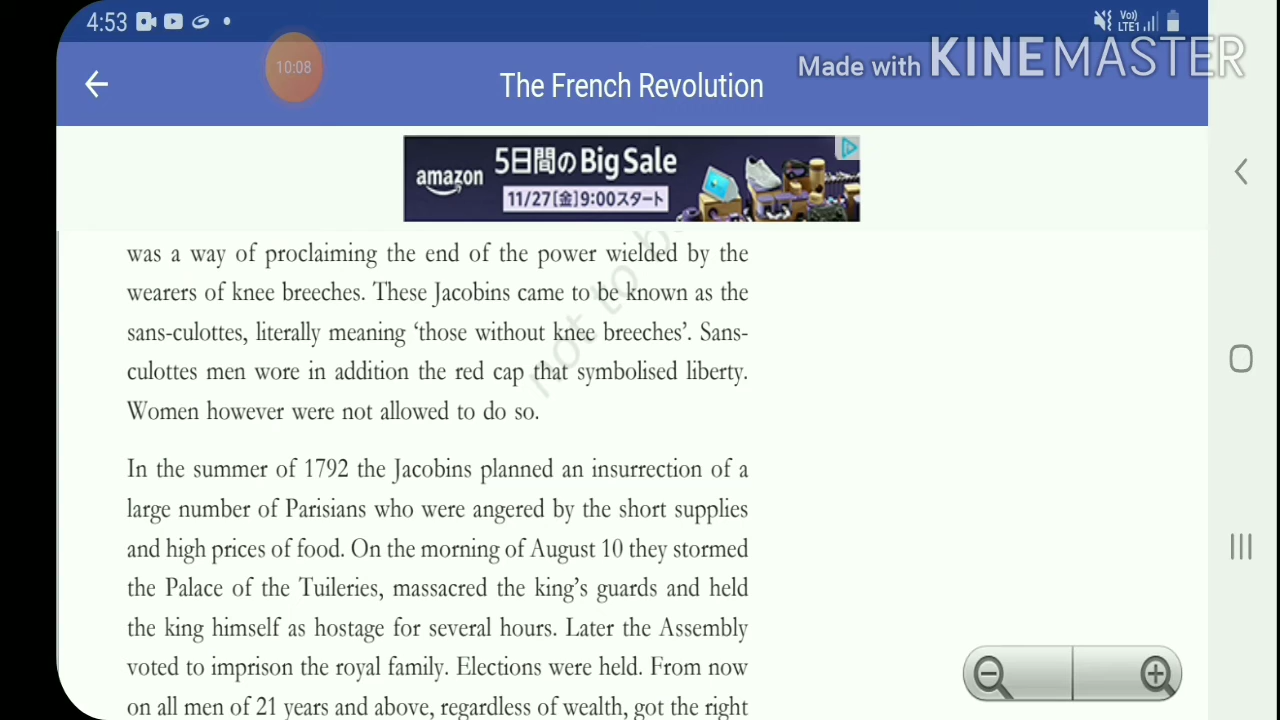 4:53
Vo))
LTE1
10:08
The French Revolution
Made with KINEMASTER
amazon
5日間のBig Sale
11/27[金]9:00スタート
was a way of proclaiming the end of the power wielded by the
wearers of knee breeches. These Jacobins came to be known as the
sans-culottes, literally meaning ‘those without knee breeches’. Sans-
culottes men wore in addition the red cap that symbolised liberty.
Women however were not allowed to do so.
In the summer of 1792 the Jacobins planned an insurrection of a
large number of Parisians who were angered by the short supplies
and high prices of food. On the morning of August 10 they stormed
the Palace of the Tuileries, massacred the king’s guards and held
the king himself as hostage for several hours. Later the Assembly
voted to imprison the royal family. Elections were held. From now
on all men of 21 years and above, regardless of wealth, got the right
not to b